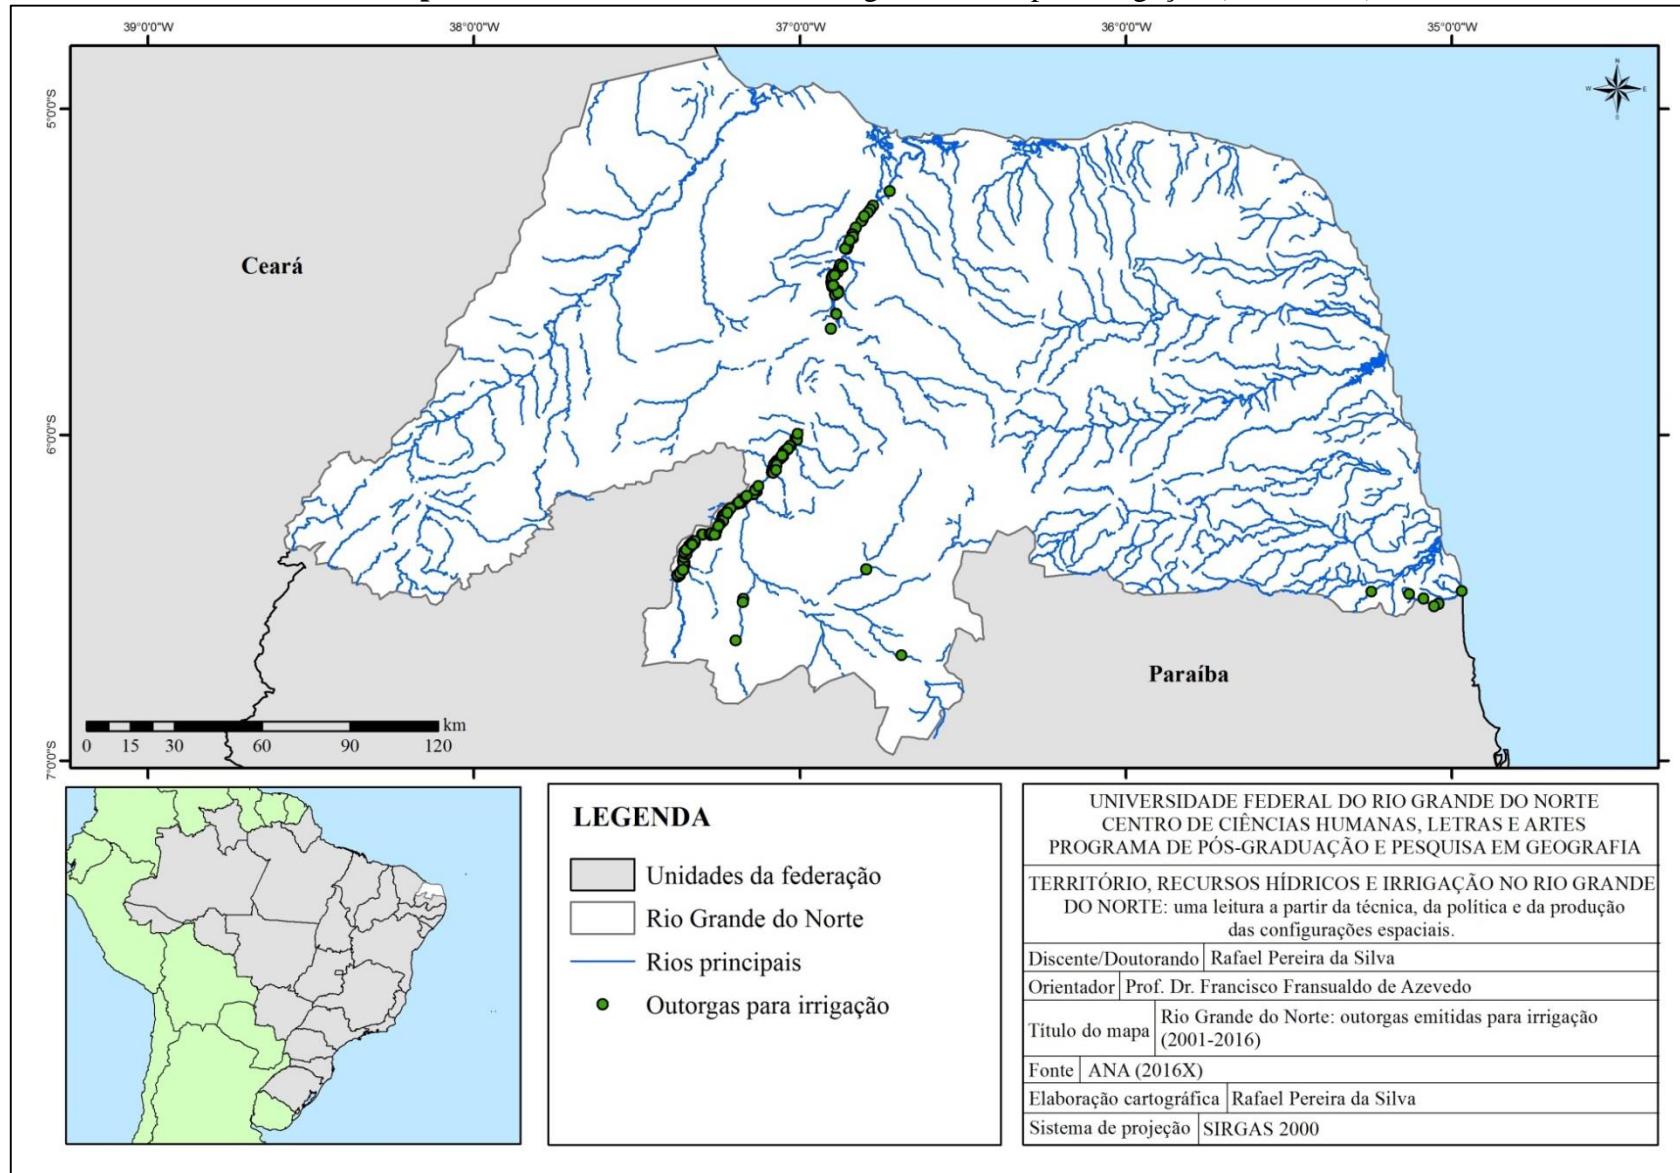 39°0'0"W 38°0'0"W 37°0'0"W 36°0'0"W 35°0'0"W
5°0'0"S
6°0'0"S
7°0'0"S
N
W E
Ceará
Paraíba
km
0 15 30 60 90 120
LEGENDA
Unidades da federação
Rio Grande do Norte
Rios principais
Outorgas para irrigação
UNIVERSIDADE FEDERAL DO RIO GRANDE DO NORTE
CENTRO DE CIÊNCIAS HUMANAS, LETRAS E ARTES
PROGRAMA DE PÓS-GRADUAÇÃO E PESQUISA EM GEOGRAFIA
TERRITÓRIO, RECURSOS HÍDRICOS E IRRIGAÇÃO NO RIO GRANDE
DO NORTE: uma leitura a partir da técnica, da política e da produção
das configurações espaciais.
Discente/Doutorando Rafael Pereira da Silva
Orientador Prof. Dr. Francisco Fransualdo de Azevedo
Título do mapa Rio Grande do Norte: outorgas emitidas para irrigação
(2001-2016)
Fonte ANA (2016X)
Elaboração cartográfica Rafael Pereira da Silva
Sistema de projeção SIRGAS 2000